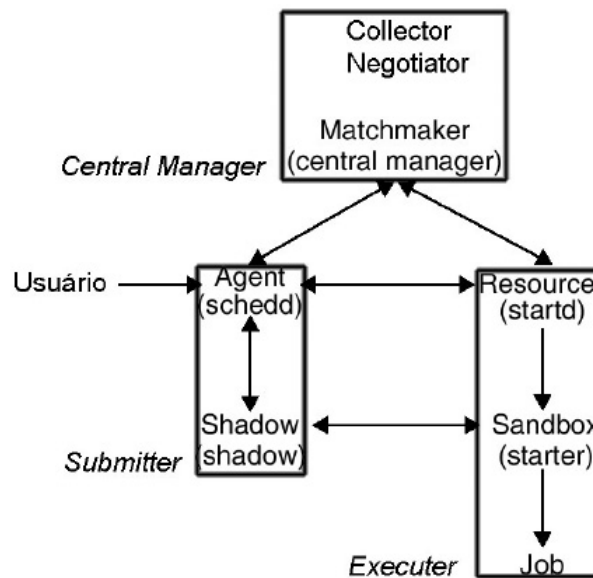 Collector
Negotiator
Matchmaker
(central manager)
Central Manager
Usuário
Agent
(schedd)
Resource
(startd)
Shadow
(shadow)
Submitter
Sandbox
(starter)
Executer
Job